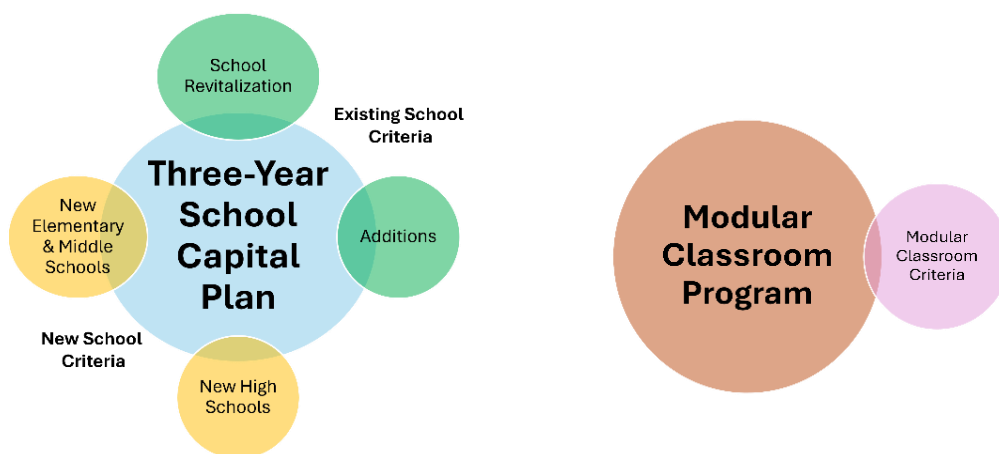 School
Revitalization
Existing School
Criteria
Three-Year
School
Capital
Plan
New
Elementary
& Middle
Schools
Additions
New School
Criteria
New High
Schools
Modular
Classroom
Program
Modular
Classroom
Criteria